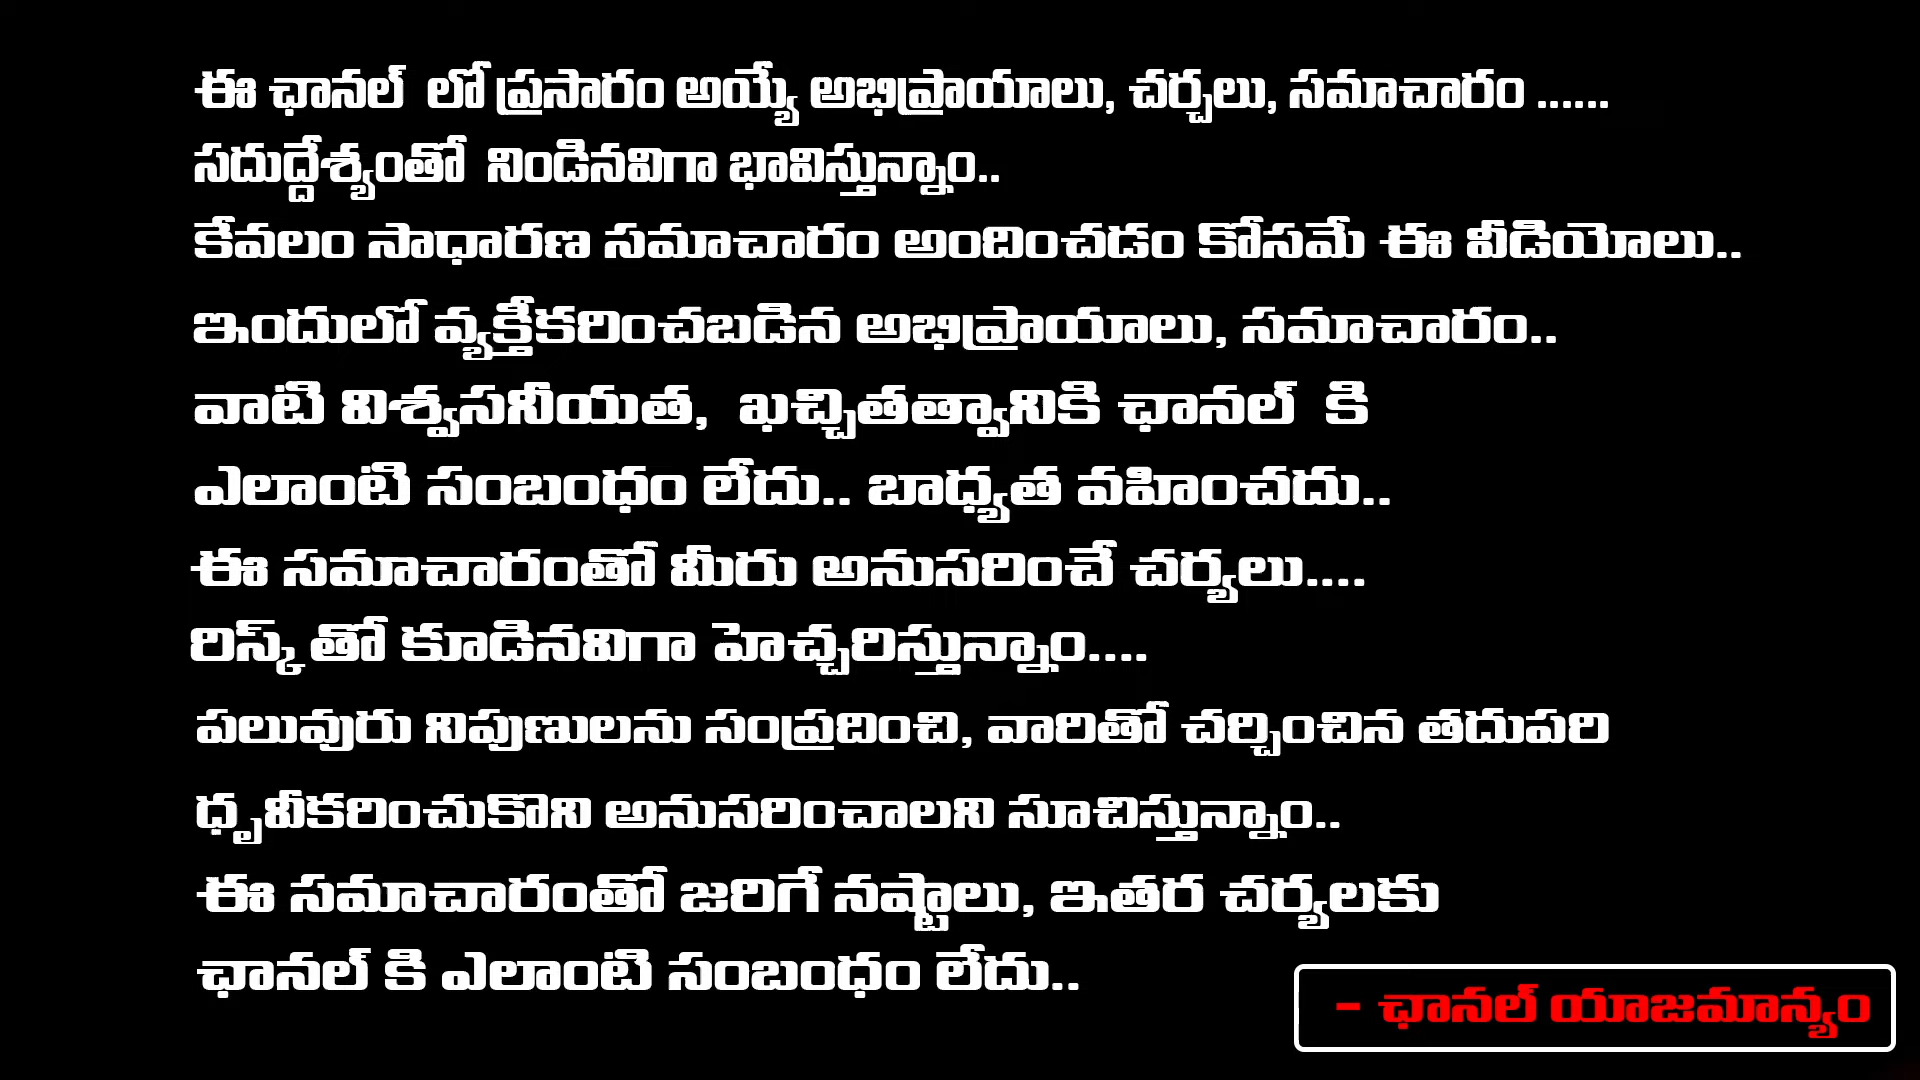 ఈ ఛానల్ లో ప్రసారం అయ్యే అభిప్రాయాలు, చర్చలు, సమాచారం ......
సదుద్దేశ్యంతో నిండినవిగా భావిస్తున్నాం..
కేవలం సాధారణ సమాచారం అందించడం కోసమే ఈ వీడియోలు..
ఇందులో వ్యక్తీకరించబడిన అభిప్రాయాలు, సమాచారం..
వాటి విశ్వసనీయత, ఖచ్చితత్వానికి ఛానల్ కి
ఎలాంటి సంబంధం లేదు.. బాధ్యత వహించదు..
ఈ సమాచారంతో మీరు అనుసరించే చర్యలు....
రిస్క్ తో కూడినవిగా హెచ్చరిస్తున్నాం....
పలువురు నిపుణులను సంప్రదించి, వారితో చర్చించిన తదుపరి
ధృవీకరించుకొని అనుసరించాలని సూచిస్తున్నాం..
ఈ సమాచారంతో జరిగే నష్టాలు, ఇతర చర్యలకు
ఛానల్ కి ఎలాంటి సంబంధం లేదు..
- ఛానల్ యాజమాన్యం